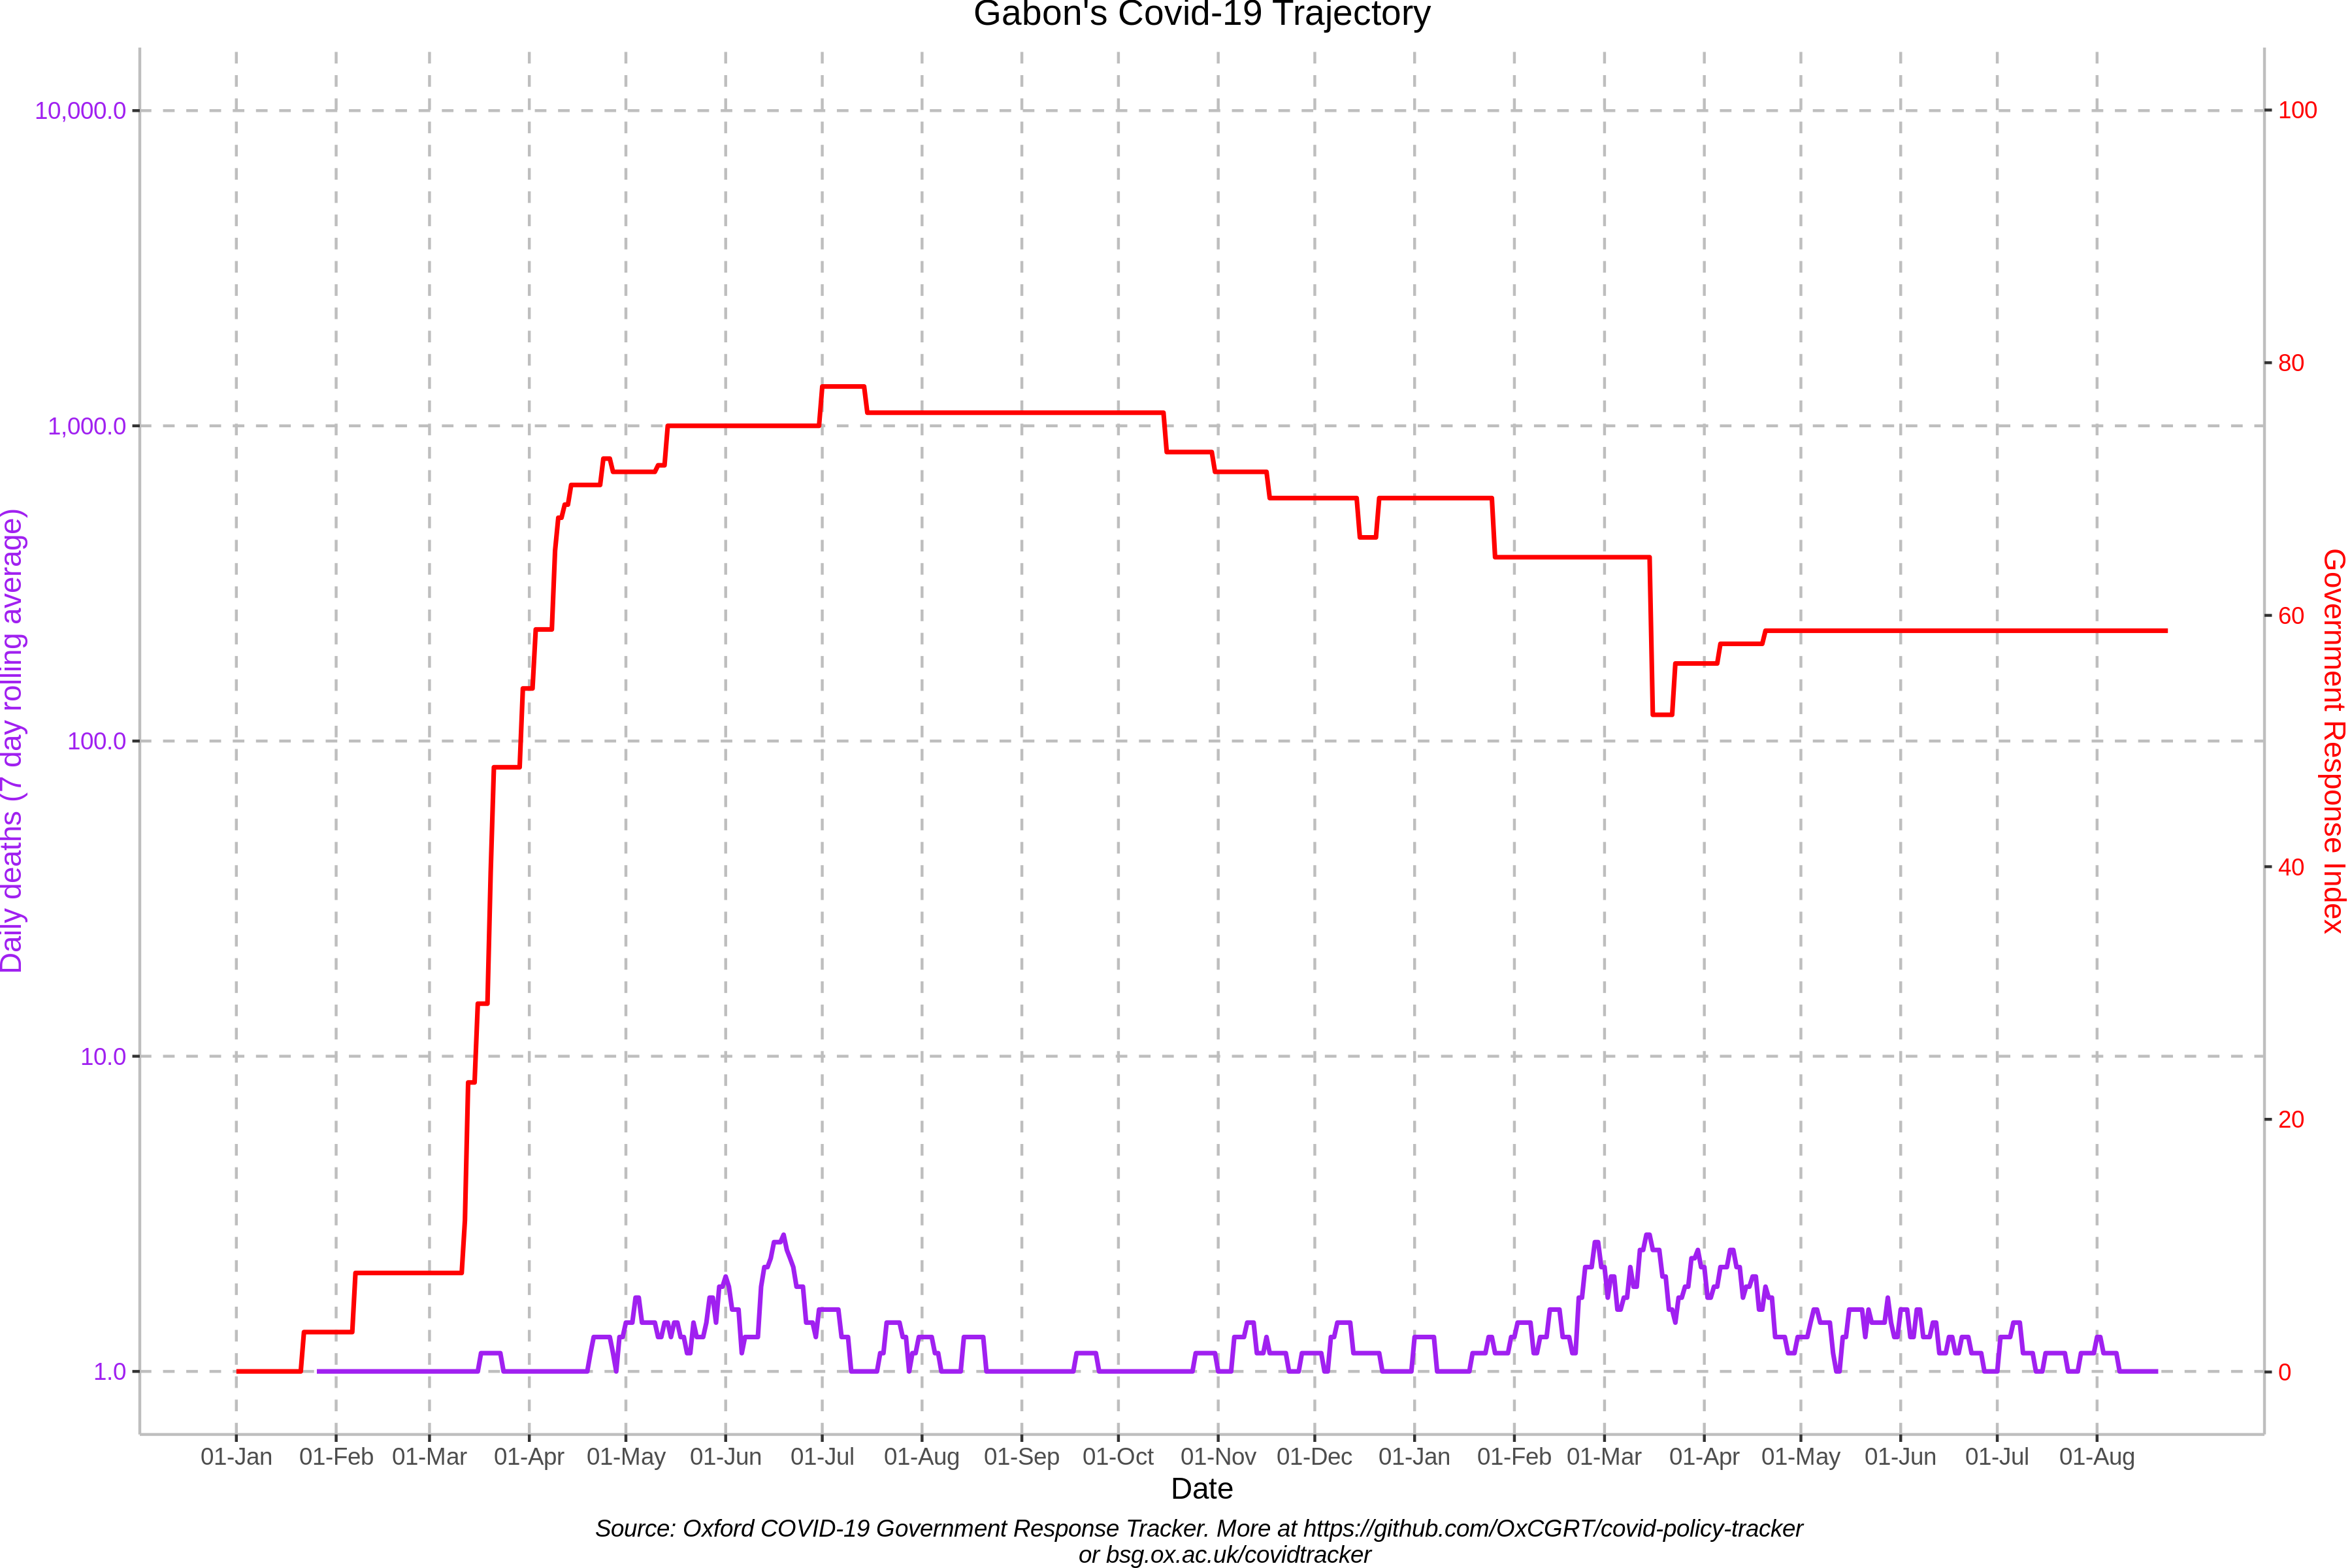 Gabon's Covid-19 Trajectory
10,000.0
1,000.0
100.0
10.0
1.0
Daily deaths (7 day rolling average)
100
80
60
40
20
0
Government Response Index
01-Jan 01-Feb 01-Mar 01-Apr 01-May 01-Jun 01-Jul 01-Aug 01-Sep 01-Oct 01-Nov 01-Dec 01-Jan 01-Feb 01-Mar 01-Apr 01-May 01-Jun 01-Jul 01-Aug
Date
Source: Oxford COVID-19 Government Response Tracker. More at https://github.com/OxCGRT/covid-policy-tracker
or bsg.ox.ac.uk/covidtracker